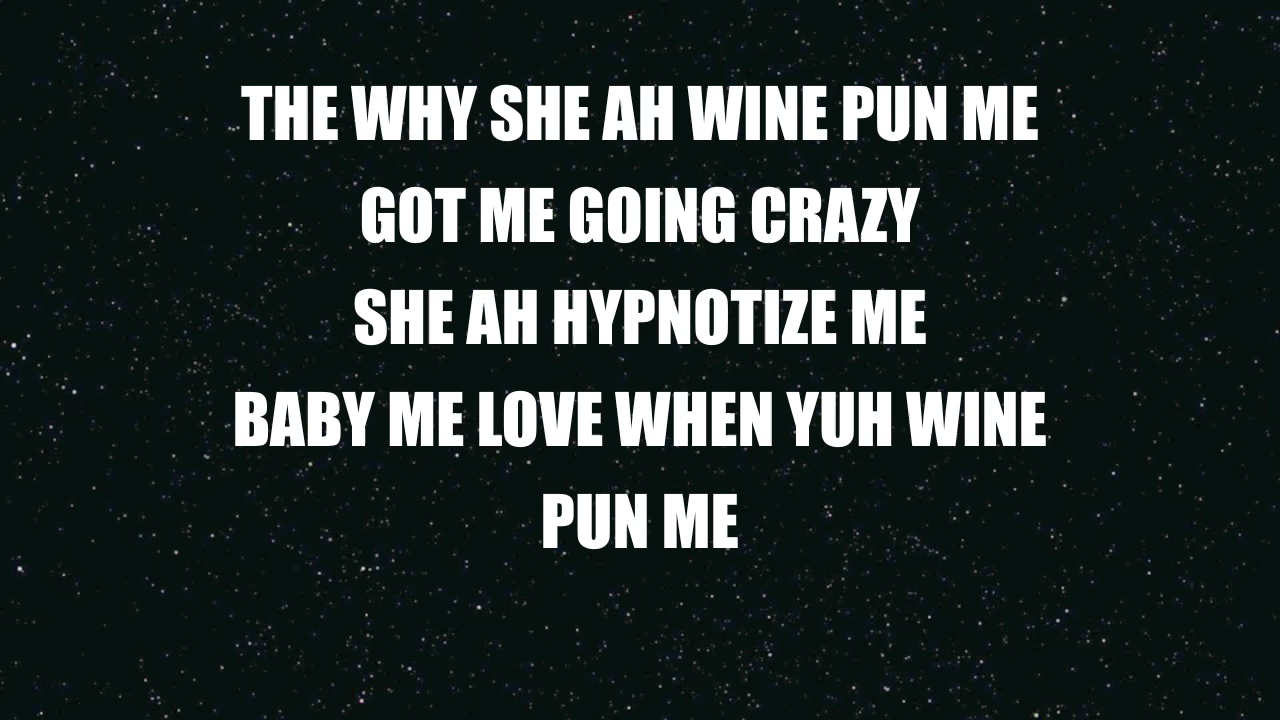 THE WHY SHE AH WINE PUN ME
GOT ME GOING CRAZY
SHE AH HYPNOTIZE ME
BABY ME LOVE WHEN YUH WINE
PUN ME